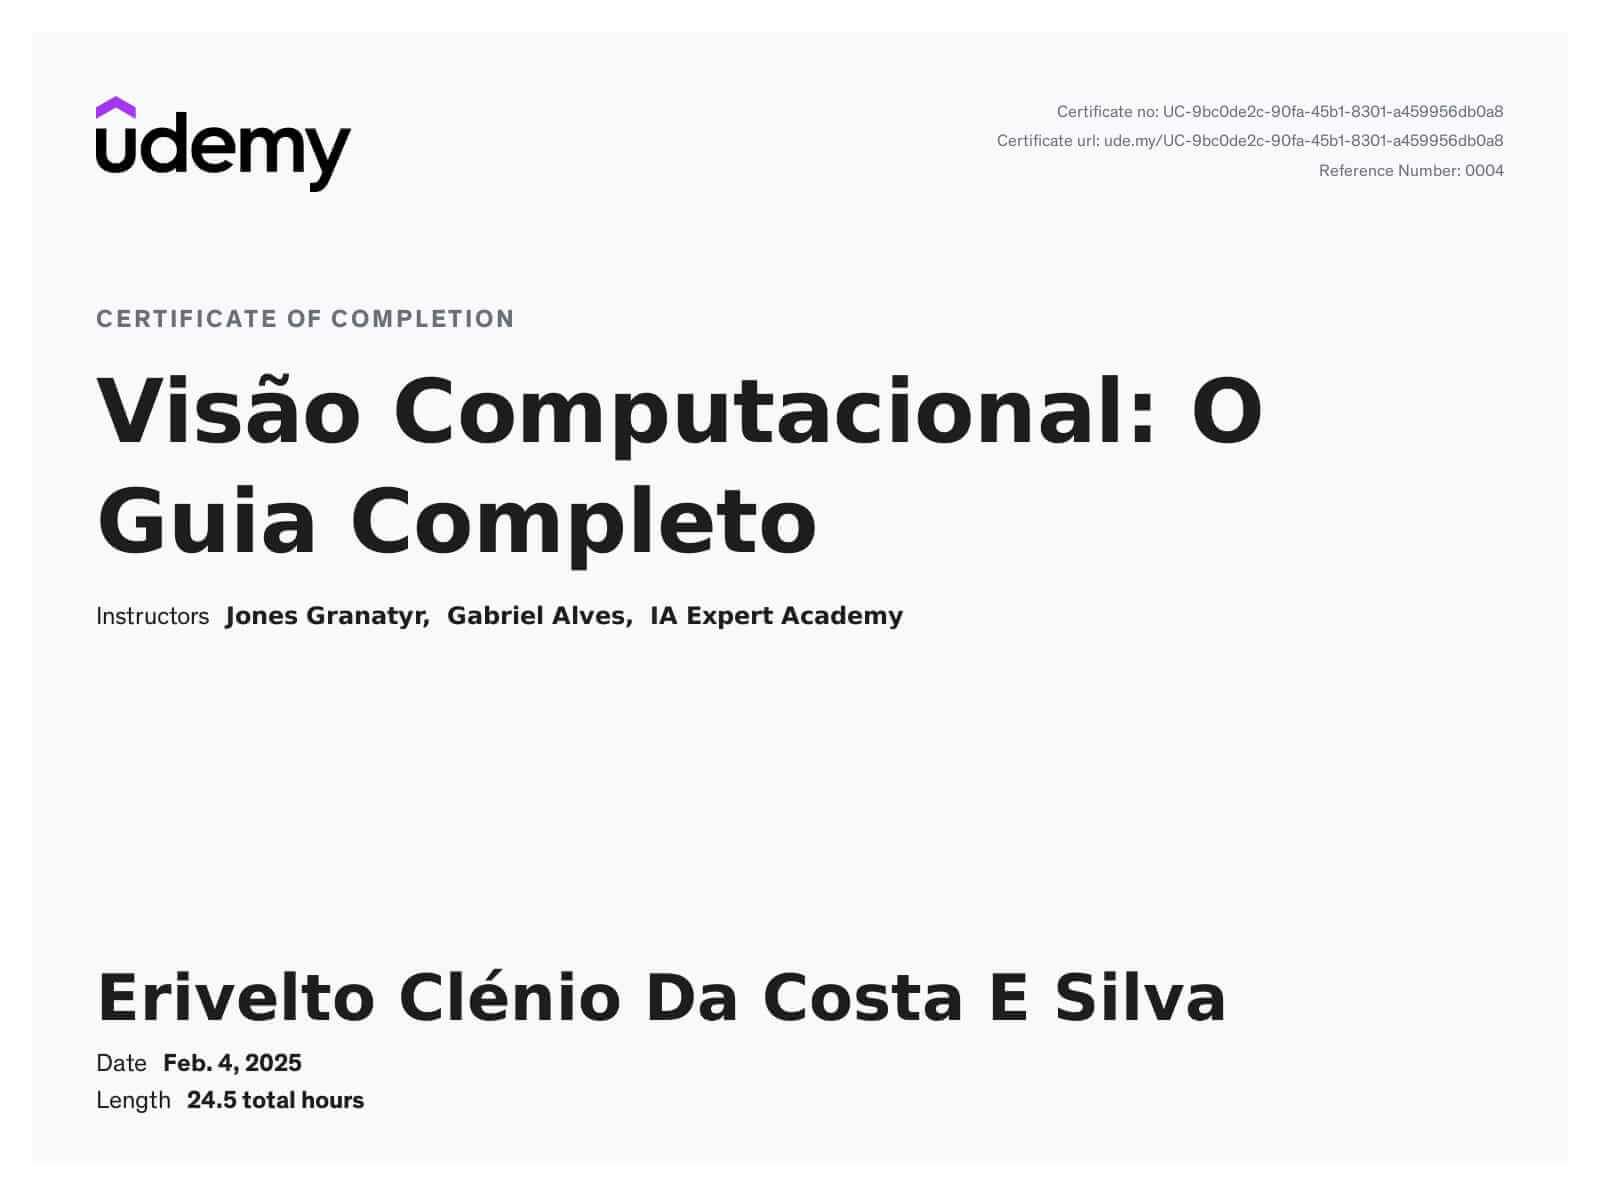 udemy
Certificate no: UC-9bc0de2c-90fa-45b1-8301-a459956db0a8
Certificate url: ude.my/UC-9bc0de2c-90fa-45b1-8301-a459956db0a8
Reference Number: 0004
CERTIFICATE OF COMPLETION
Visão Computacional: O
Guia Completo
Instructors Jones Granatyr, Gabriel Alves, IA Expert Academy
Erivelto Clénio Da Costa E Silva
Date Feb. 4, 2025
Length 24.5 total hours